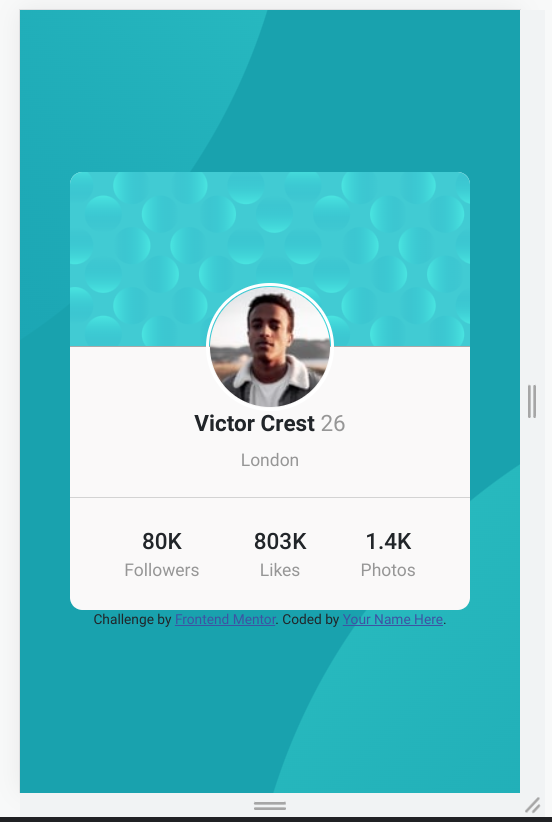 Victor Crest 26
London
80K 803K 1.4K
Followers Likes Photos
Challenge by Frontend Mentor. Coded by Your Name Here.